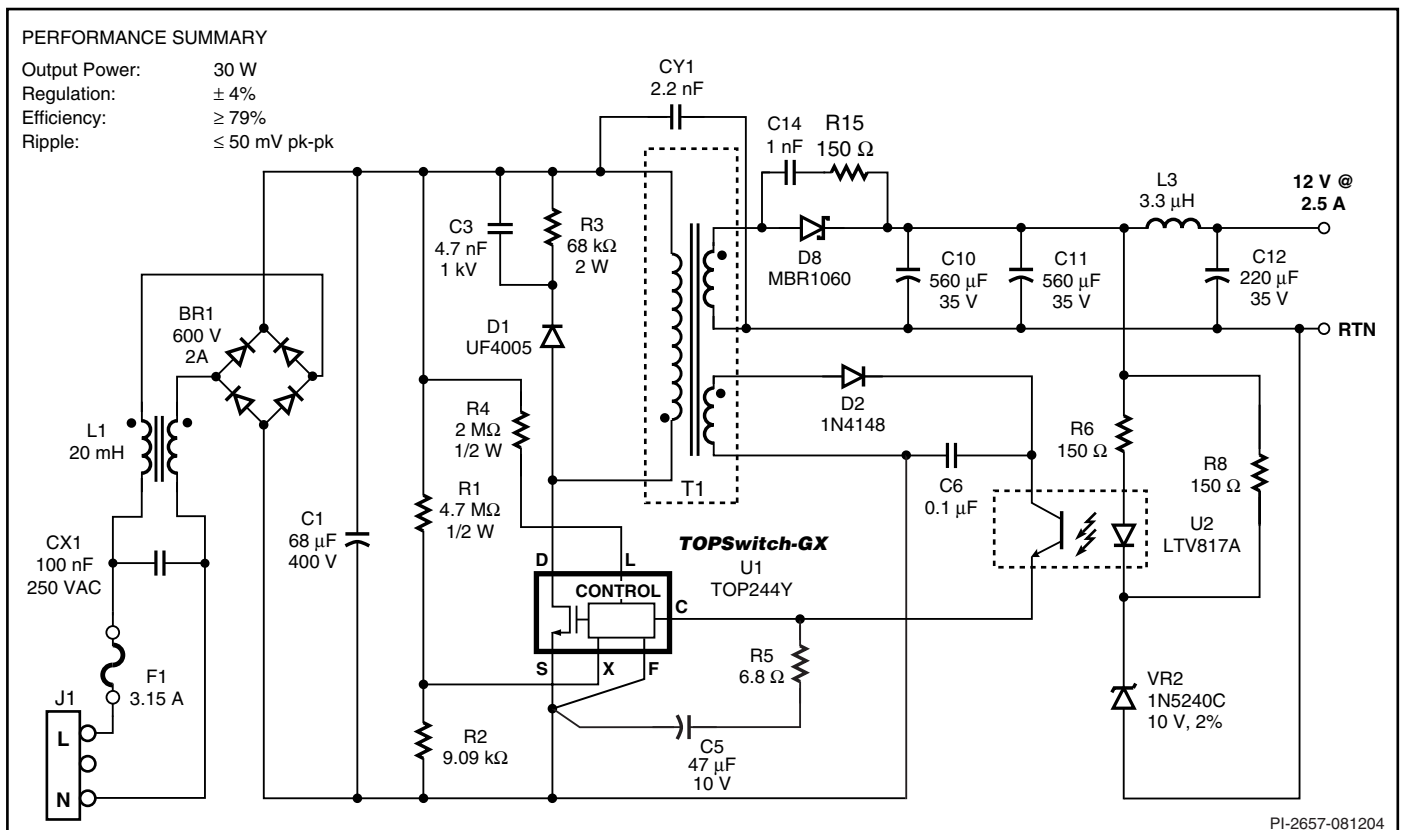 PERFORMANCE SUMMARY
Output Power: 30 W
Regulation: ± 4%
Efficiency: ≥ 79%
Ripple: ≤ 50 mV pk-pk
CY1
2.2 nF
C14
1 nF
R15
150 Ω
L3
3.3 µH
12 V @
2.5 A
C3
4.7 nF
1 kV
R3
68 kΩ
2 W
D8
MBR1060
C10
560 µF
35 V
C11
560 µF
35 V
C12
220 µF
35 V
RTN
BR1
600 V
2A
D1
UF4005
D2
1N4148
L1
20 mH
R4
2 MΩ
1/2 W
R6
150 Ω
R8
150 Ω
T1
C6
0.1 µF
R1
4.7 MΩ
1/2 W
C1
68 µF
400 V
CX1
100 nF
250 VAC
U2
LTV817A
TOPSwitch-GX
U1
TOP244Y
D
L
CONTROL
C
S
X
F
R5
6.8 Ω
F1
3.15 A
J1
L
N
VR2
1N5240C
10 V, 2%
R2
9.09 kΩ
C5
47 µF
10 V
PI-2657-081204